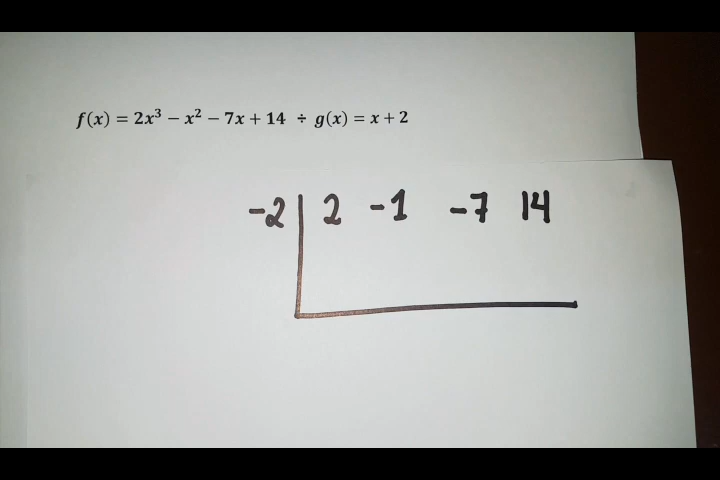 f(x) = 2x³ − x² − 7x + 14 ÷ g(x) = x + 2
-2 | 2 -1 -7 14